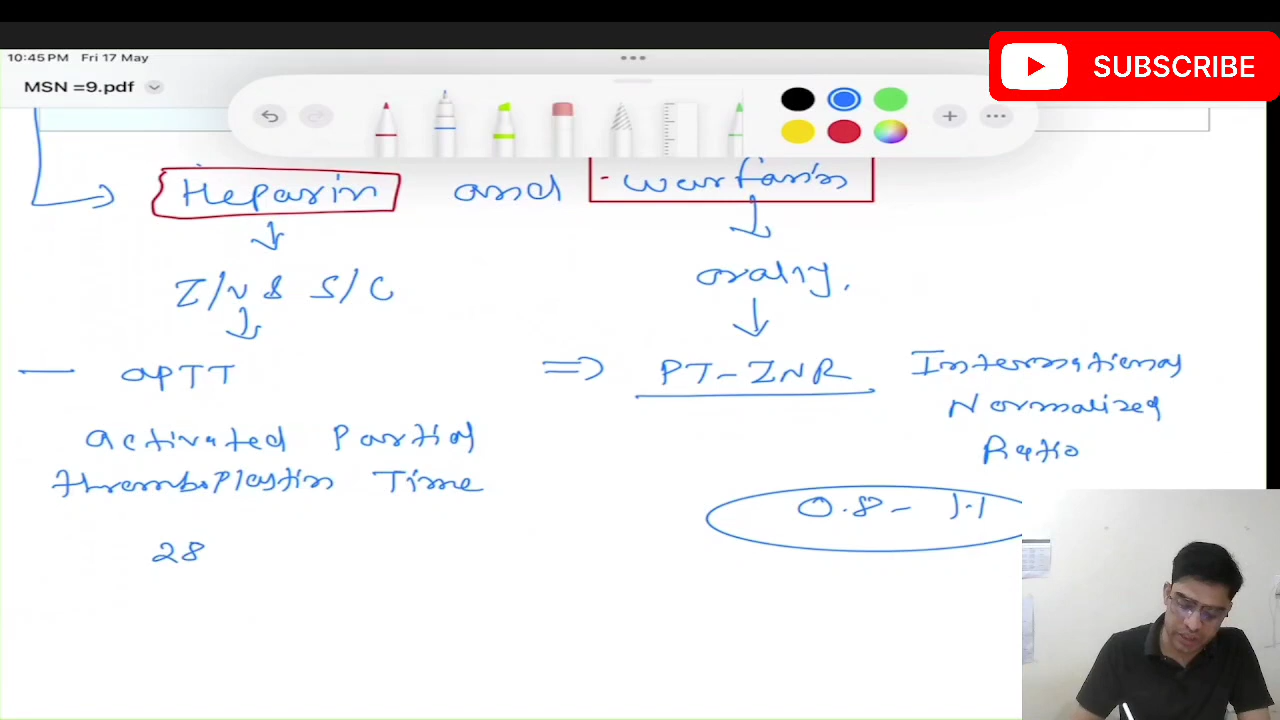 10:45 PM Fri 17 May
SUBSCRIBE
MSN =9.pdf
Heparin and warfarin
I/V & S/C
orally.
— aPTT
=> PT-INR
International
Normalized
Ratio
Activated Partial
thromboplastin Time
0.8 - 1.1
28